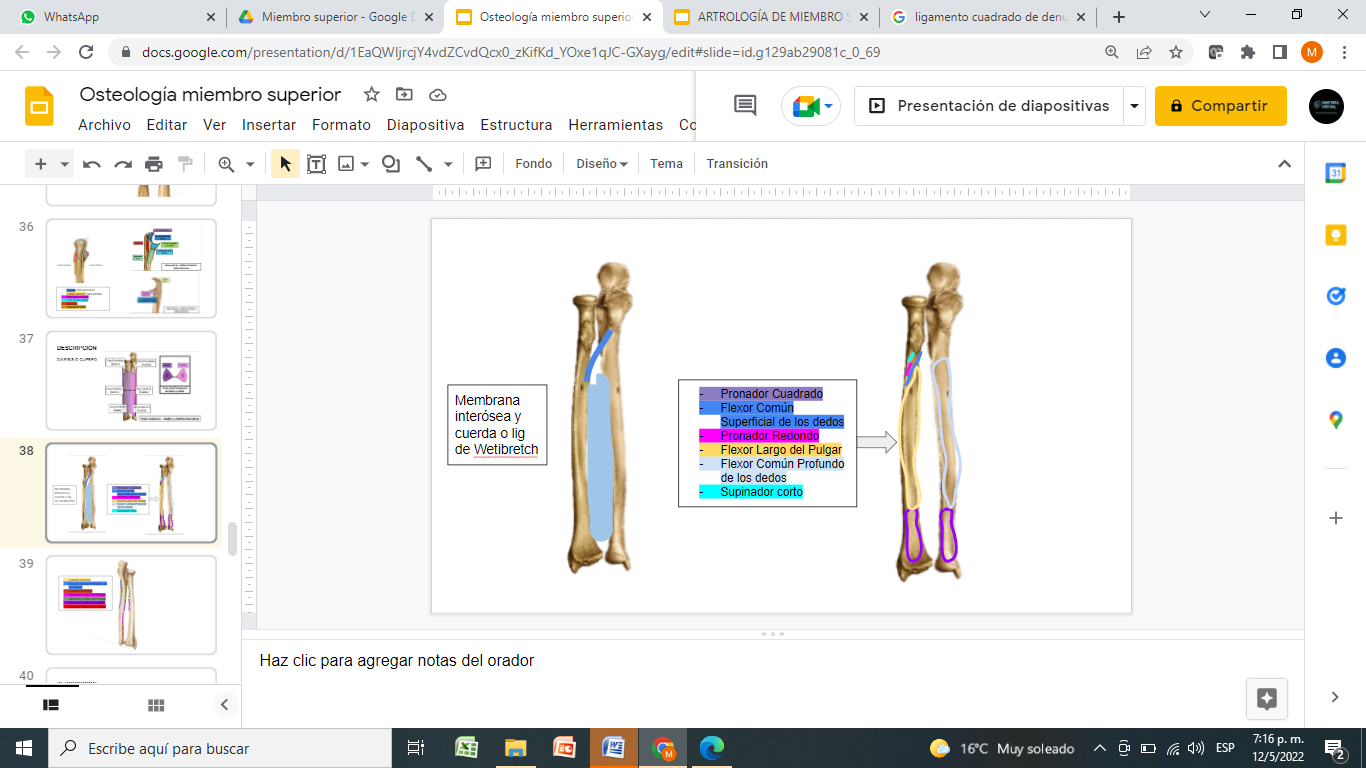 WhatsApp
Miembro superior - Google D
Osteología miembro superio
ARTROLOGÍA DE MIEMBRO S
ligamento cuadrado de denu
docs.google.com/presentation/d/1EaQWljrcjY4vdZCvdQcx0_zKifKd_YOxe1qJC-GXayg/edit#slide=id.g129ab29081c_0_69
M
Osteología miembro superior
Archivo Editar Ver Insertar Formato Diapositiva Estructura Herramientas Co
Presentación de diapositivas
Compartir
Fondo Diseño Tema Transición
31
36
37
DESCRIPCIÓN
DIÁFISIS O CUERPO
38
39
40
Membrana
interósea y
cuerda o lig
de Wetibretch
- Pronador Cuadrado
- Flexor Común
Superficial de los dedos
- Pronador Redondo
- Flexor Largo del Pulgar
- Flexor Común Profundo
de los dedos
- Supinador corto
Haz clic para agregar notas del orador
Escribe aquí para buscar
16°C Muy soleado
ESP
7:16 p. m.
12/5/2022
2